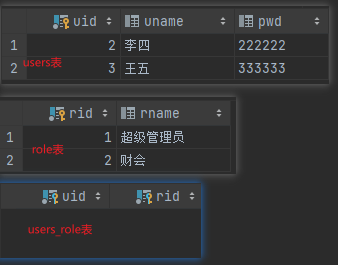 uid uname pwd
1 2 李四 222222
2 3 王五 333333
users表
rid rname
1 1 超级管理员
role表
2 2 财会
uid rid
users_role表